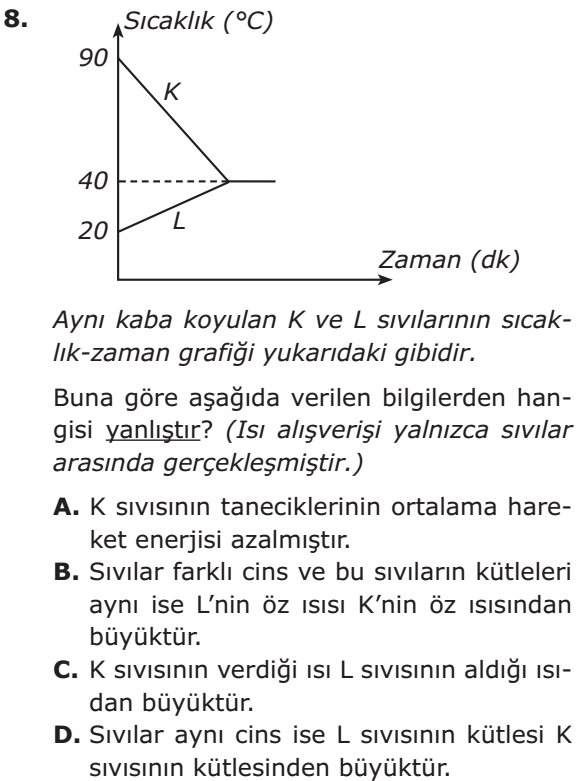 8.
Sıcaklık (°C)
90
K
40
20
L
Zaman (dk)
Aynı kaba koyulan K ve L sıvılarının sıcak-
lık-zaman grafiği yukarıdaki gibidir.
Buna göre aşağıda verilen bilgilerden han-
gisi yanlıştır? (Isı alışverişi yalnızca sıvılar
arasında gerçekleşmiştir.)
A. K sıvısının taneciklerinin ortalama hare-
ket enerjisi azalmıştır.
B. Sıvılar farklı cins ve bu sıvıların kütleleri
aynı ise L’nin öz ısısı K’nin öz ısısından
büyüktür.
C. K sıvısının verdiği ısı L sıvısının aldığı ısı-
dan büyüktür.
D. Sıvılar aynı cins ise L sıvısının kütlesi K
sıvısının kütlesinden büyüktür.